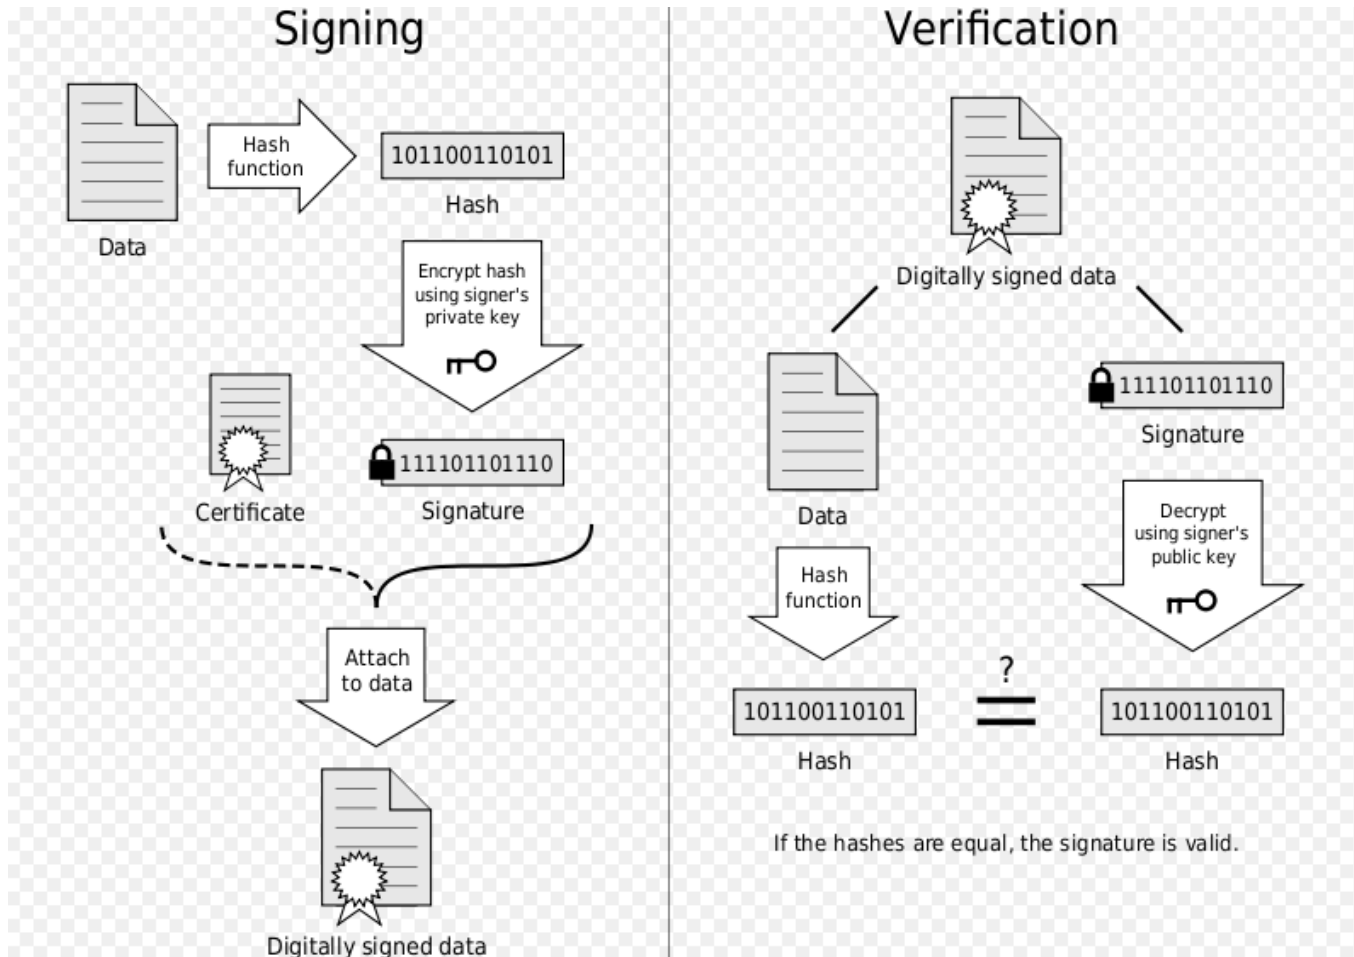 Signing
Hash
function
101100110101
Hash
Data
Encrypt hash
using signer's
private key
111101101110
Certificate
Signature
Attach
to data
Digitally signed data
Verification
Digitally signed data
111101101110
Signature
Data
Decrypt
using signer's
public key
Hash
function
?
101100110101
101100110101
Hash
Hash
If the hashes are equal, the signature is valid.